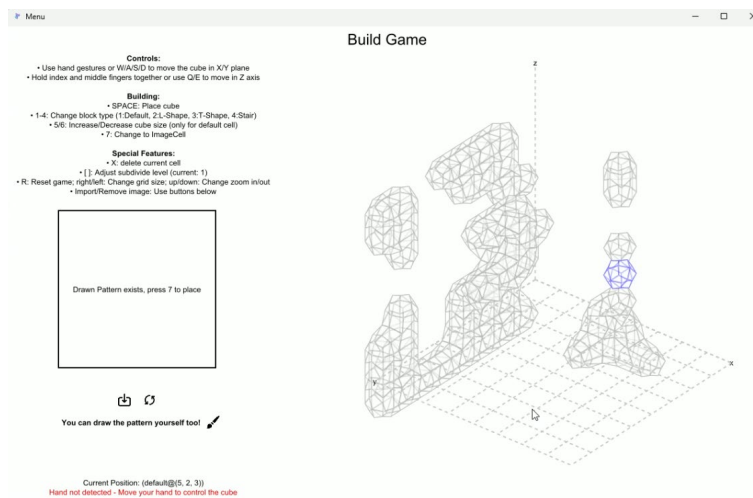 Menu
Build Game
Controls:
• Use hand gestures or W/A/S/D to move the cube in X/Y plane
• Hold index and middle fingers together or use Q/E to move in Z axis
Building:
• SPACE: Place cube
• 1-4: Change block type (1:Default, 2:L-Shape, 3:T-Shape, 4:Stair)
• 5/6: Increase/Decrease cube size (only for default cell)
• 7: Change to ImageCell
Special Features:
• X: delete current cell
• [ ]: Adjust subdivide level (current: 1)
• R: Reset game; right/left: Change grid size; up/down: Change zoom in/out
• Import/Remove image: Use buttons below
Drawn Pattern exists, press 7 to place
You can draw the pattern yourself too!
Current Position: (default@(5, 2, 3))
Hand not detected - Move your hand to control the cube
z
y
x